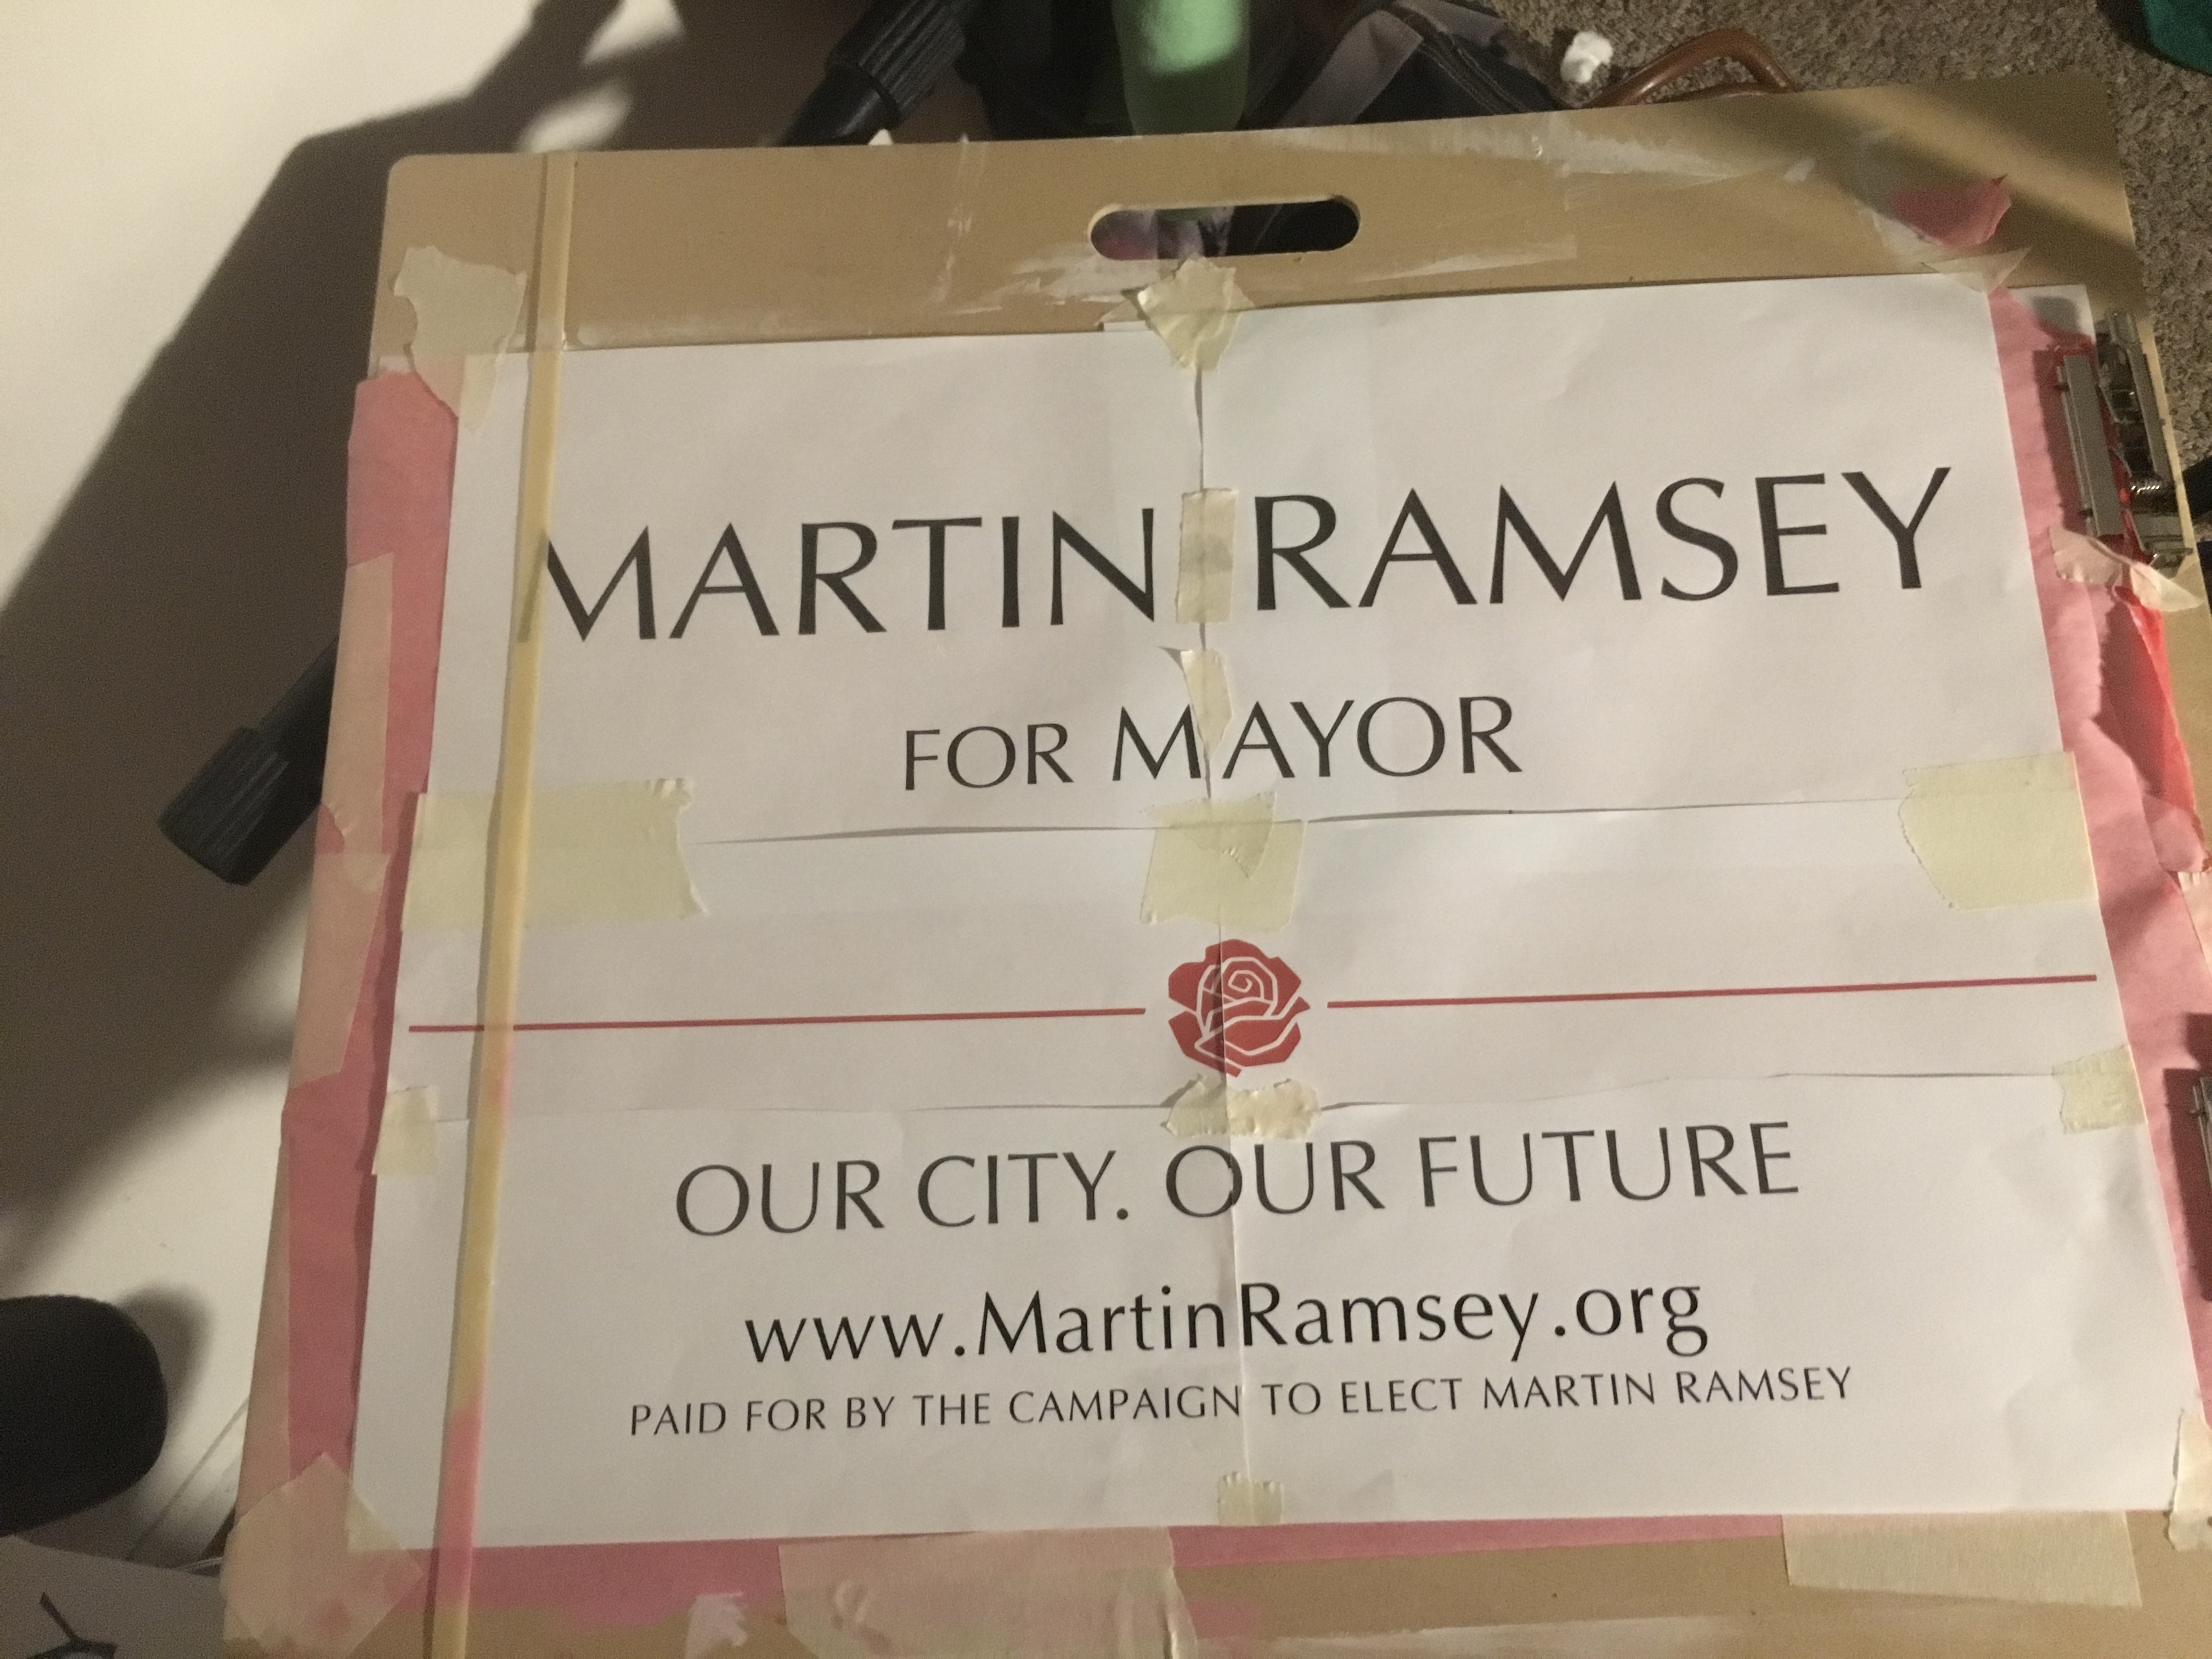 MARTIN RAMSEY
FOR MAYOR
OUR CITY. OUR FUTURE
www.MartinRamsey.org
PAID FOR BY THE CAMPAIGN TO ELECT MARTIN RAMSEY